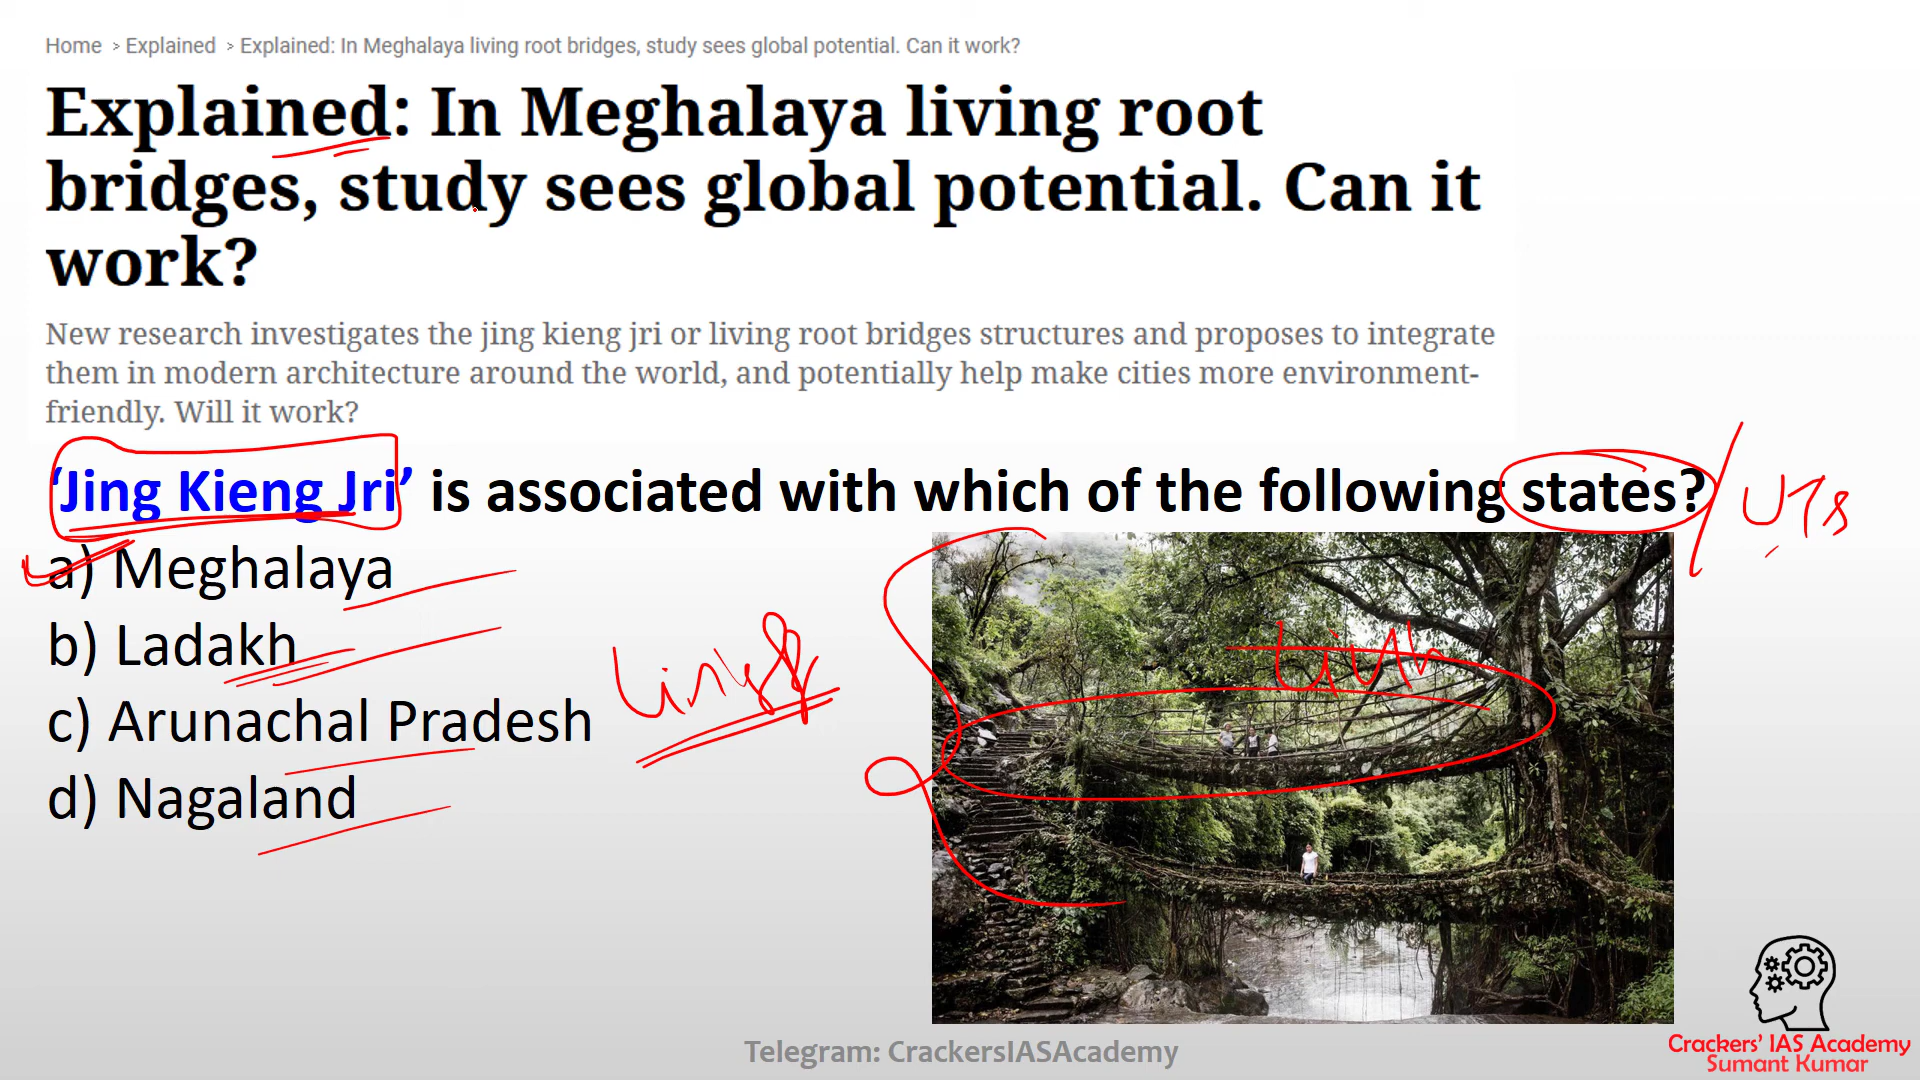 Home > Explained > Explained: In Meghalaya living root bridges, study sees global potential. Can it work?
Explained: In Meghalaya living root
bridges, study sees global potential. Can it
work?
New research investigates the jing kieng jri or living root bridges structures and proposes to integrate
them in modern architecture around the world, and potentially help make cities more environment-
friendly. Will it work?
‘Jing Kieng Jri’ is associated with which of the following states? / UTs
a) Meghalaya
b) Ladakh
c) Arunachal Pradesh
d) Nagaland
Telegram: CrackersIASAcademy
Crackers’ IAS Academy
Sumant Kumar